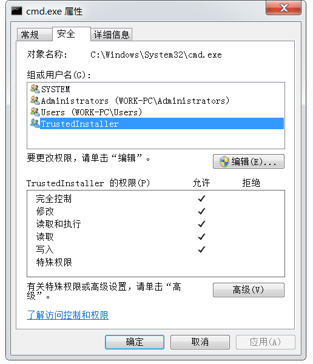 cmd.exe 属性
常规 安全 详细信息
对象名称: C:\Windows\System32\cmd.exe
组或用户名(G):
SYSTEM
Administrators (WORK-PC\Administrators)
Users (WORK-PC\Users)
TrustedInstaller
要更改权限，请单击“编辑”。 编辑(E)...
TrustedInstaller 的权限(P) 允许 拒绝
完全控制
修改
读取和执行
读取
写入
特殊权限
有关特殊权限或高级设置，请单击“高
级”。 高级(V)
了解访问控制和权限
确定 取消 应用(A)